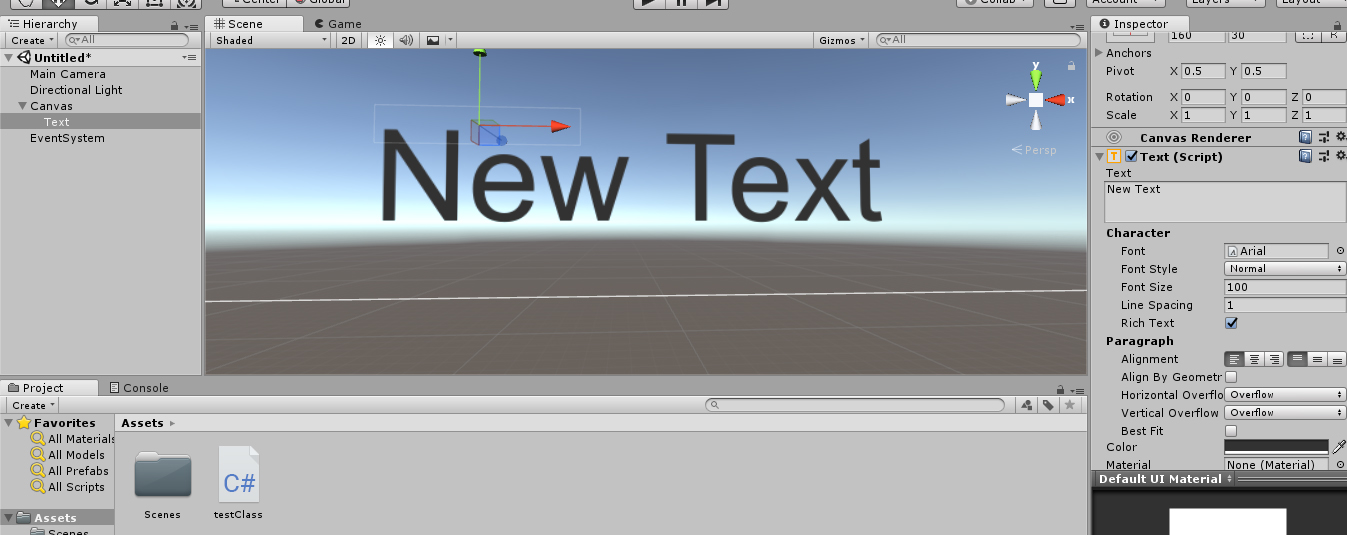 Center Global Collab Account Layers Layout
Hierarchy
Create All
Untitled*
Main Camera
Directional Light
Canvas
Text
EventSystem
Scene Game
Shaded 2D Gizmos All
y
x
Persp
New Text
Inspector
160 30 R
Anchors
Pivot X 0.5 Y 0.5
Rotation X 0 Y 0 Z 0
Scale X 1 Y 1 Z 1
Canvas Renderer
T Text (Script)
Text
New Text
Character
Font Arial
Font Style Normal
Font Size 100
Line Spacing 1
Rich Text
Paragraph
Alignment
Align By Geometr
Horizontal Overflo Overflow
Vertical Overflow Overflow
Best Fit
Color
Material None (Material)
Default UI Material
Project Console
Create
Favorites
All Materials
All Models
All Prefabs
All Scripts
Assets
Scenes
Assets
C#
Scenes testClass